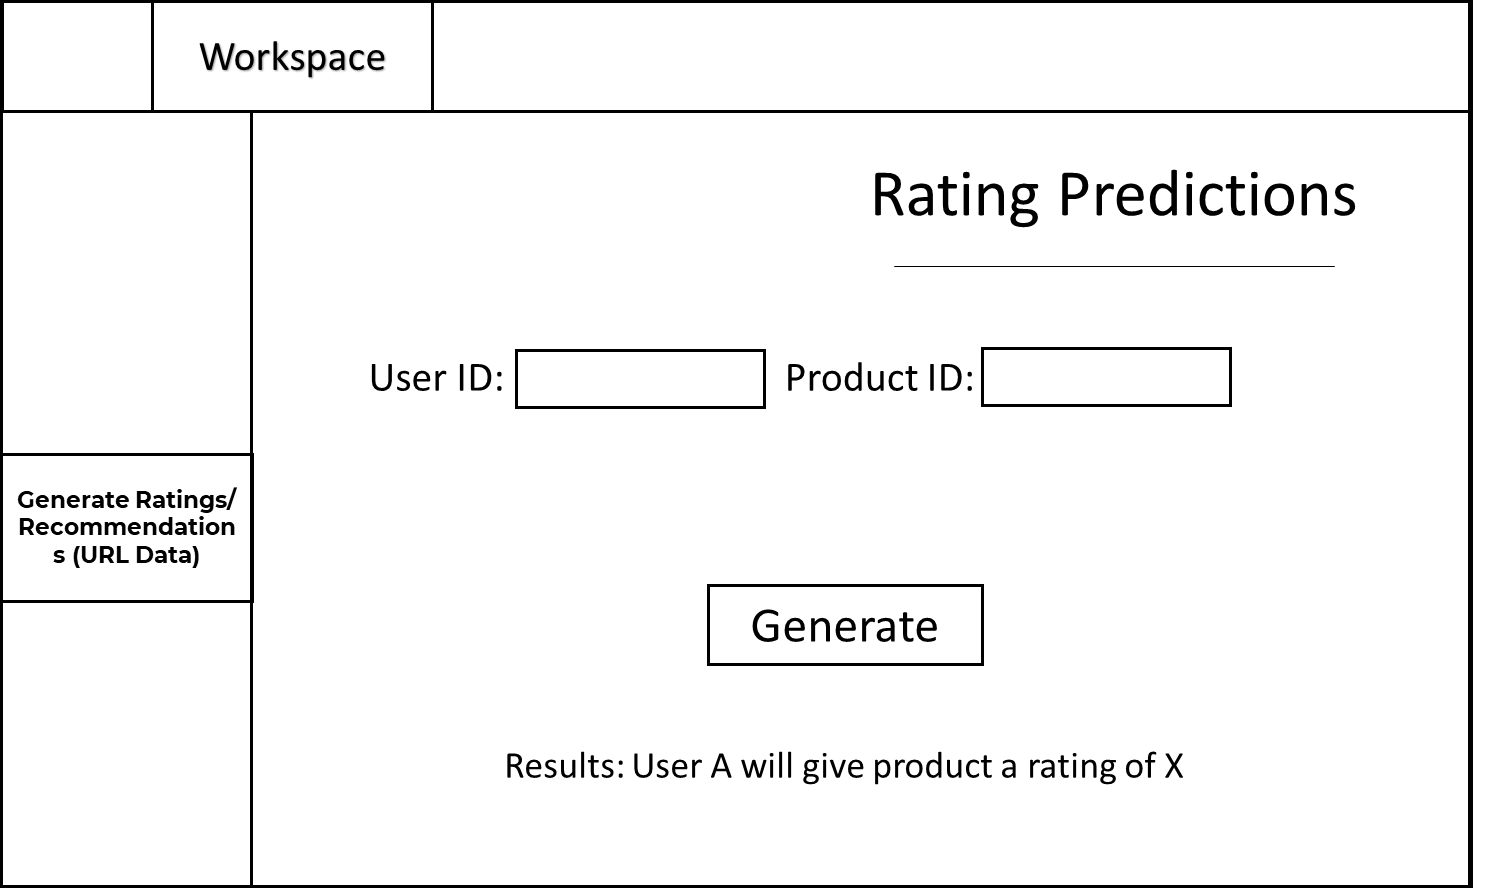 Workspace
Rating Predictions
User ID: Product ID:
Generate Ratings/
Recommendation
s (URL Data)
Generate
Results: User A will give product a rating of X